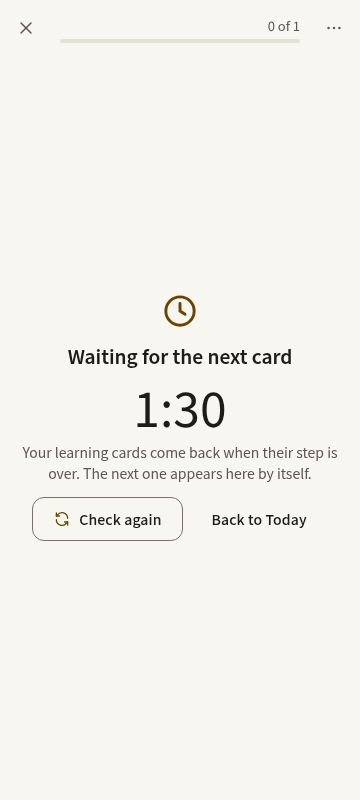 0 of 1
Waiting for the next card
1:30
Your learning cards come back when their step is
over. The next one appears here by itself.
Check again
Back to Today